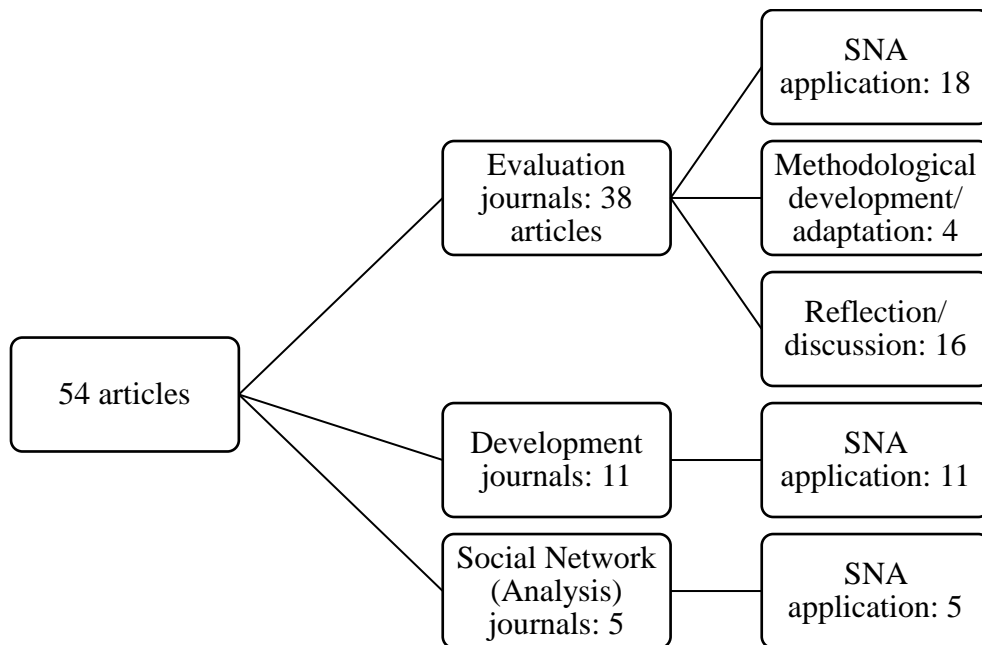 54 articles
Evaluation
journals: 38
articles
SNA
application: 18
Methodological
development/
adaptation: 4
Reflection/
discussion: 16
Development
journals: 11
SNA
application: 11
Social Network
(Analysis)
journals: 5
SNA
application: 5